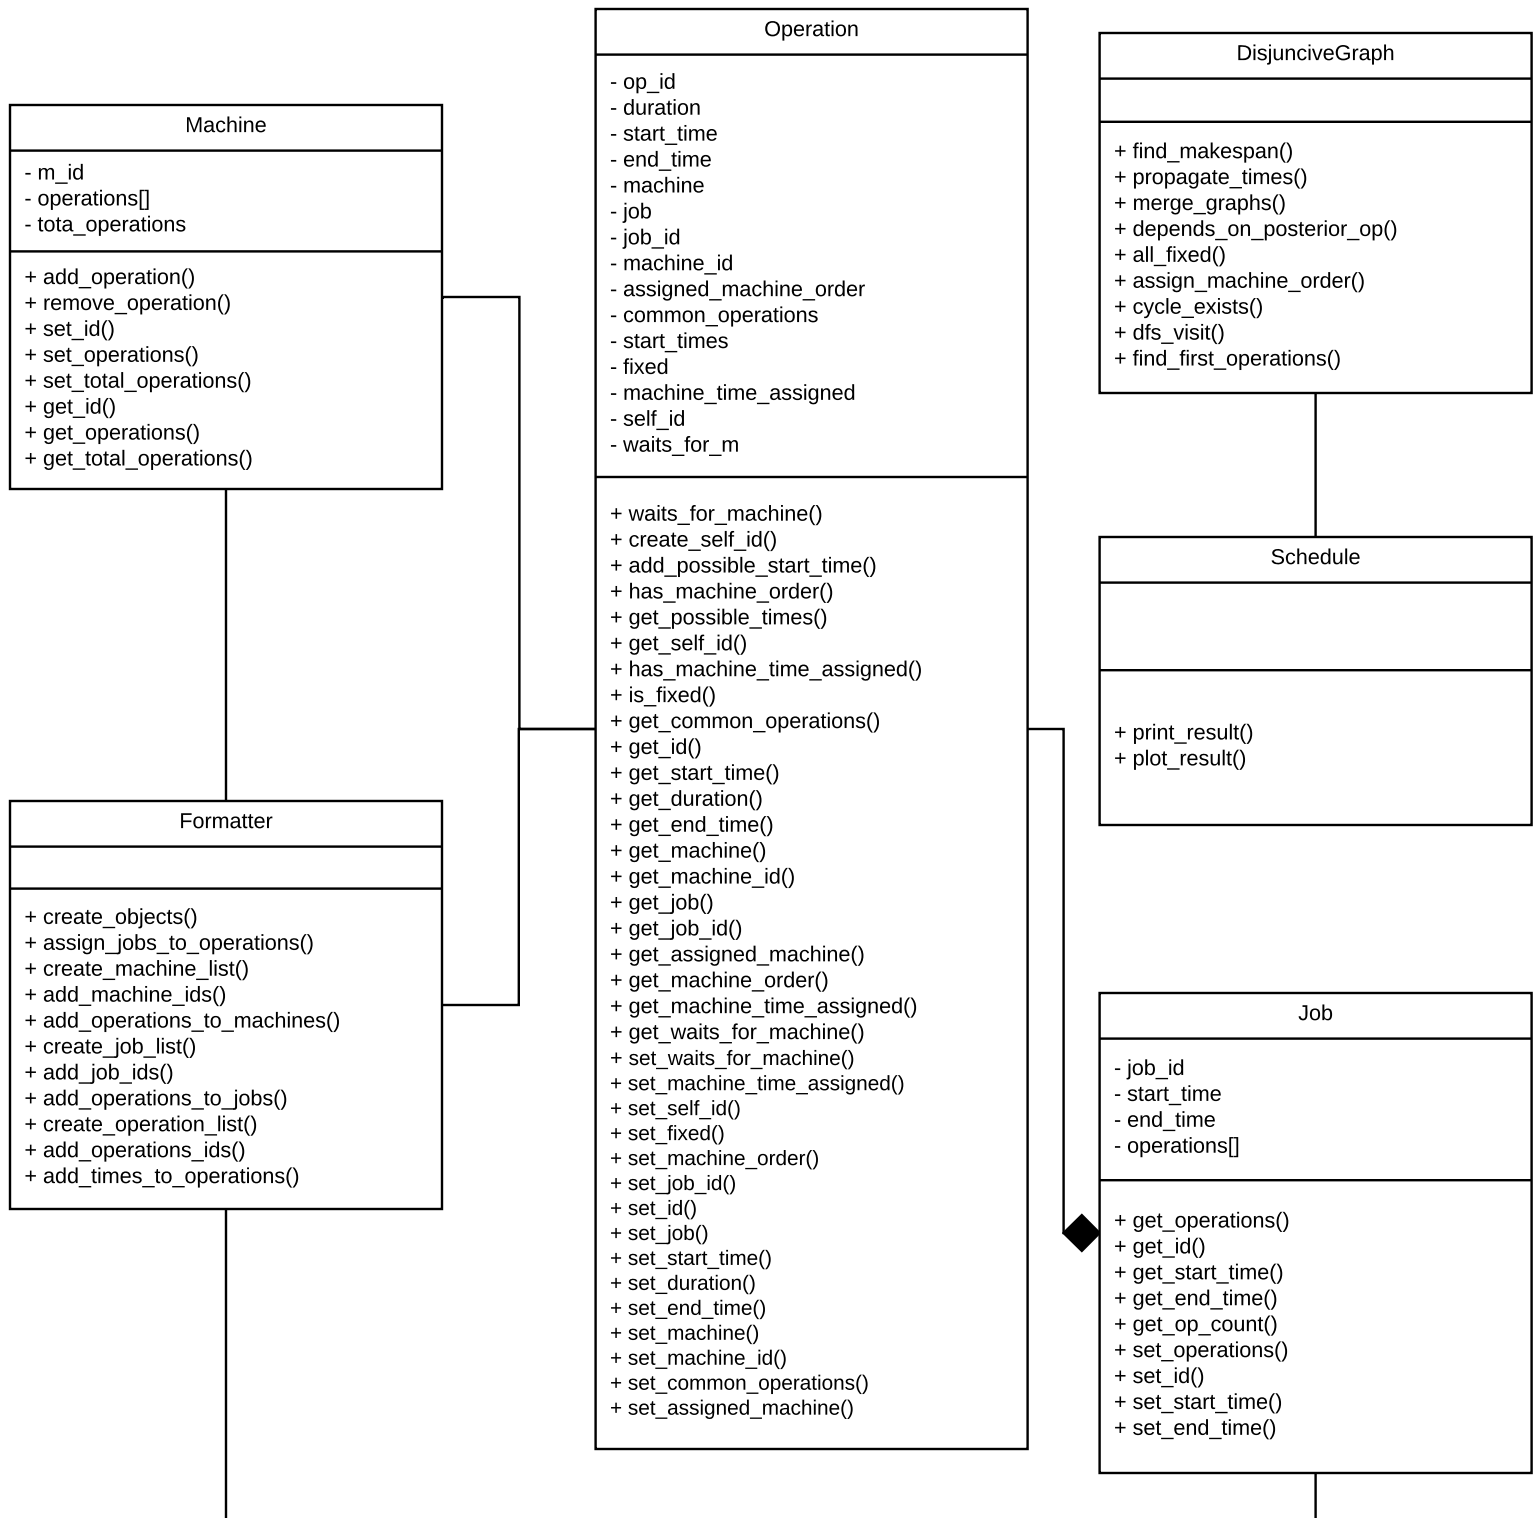 Machine
- m_id
- operations[]
- tota_operations
+ add_operation()
+ remove_operation()
+ set_id()
+ set_operations()
+ set_total_operations()
+ get_id()
+ get_operations()
+ get_total_operations()
Formatter
+ create_objects()
+ assign_jobs_to_operations()
+ create_machine_list()
+ add_machine_ids()
+ add_operations_to_machines()
+ create_job_list()
+ add_job_ids()
+ add_operations_to_jobs()
+ create_operation_list()
+ add_operations_ids()
+ add_times_to_operations()
Operation
- op_id
- duration
- start_time
- end_time
- machine
- job
- job_id
- machine_id
- assigned_machine_order
- common_operations
- start_times
- fixed
- machine_time_assigned
- self_id
- waits_for_m
+ waits_for_machine()
+ create_self_id()
+ add_possible_start_time()
+ has_machine_order()
+ get_possible_times()
+ get_self_id()
+ has_machine_time_assigned()
+ is_fixed()
+ get_common_operations()
+ get_id()
+ get_start_time()
+ get_duration()
+ get_end_time()
+ get_machine()
+ get_machine_id()
+ get_job()
+ get_job_id()
+ get_assigned_machine()
+ get_machine_order()
+ get_machine_time_assigned()
+ get_waits_for_machine()
+ set_waits_for_machine()
+ set_machine_time_assigned()
+ set_self_id()
+ set_fixed()
+ set_machine_order()
+ set_job_id()
+ set_id()
+ set_job()
+ set_start_time()
+ set_duration()
+ set_end_time()
+ set_machine()
+ set_machine_id()
+ set_common_operations()
+ set_assigned_machine()
DisjunciveGraph
+ find_makespan()
+ propagate_times()
+ merge_graphs()
+ depends_on_posterior_op()
+ all_fixed()
+ assign_machine_order()
+ cycle_exists()
+ dfs_visit()
+ find_first_operations()
Schedule
+ print_result()
+ plot_result()
Job
- job_id
- start_time
- end_time
- operations[]
+ get_operations()
+ get_id()
+ get_start_time()
+ get_end_time()
+ get_op_count()
+ set_operations()
+ set_id()
+ set_start_time()
+ set_end_time()